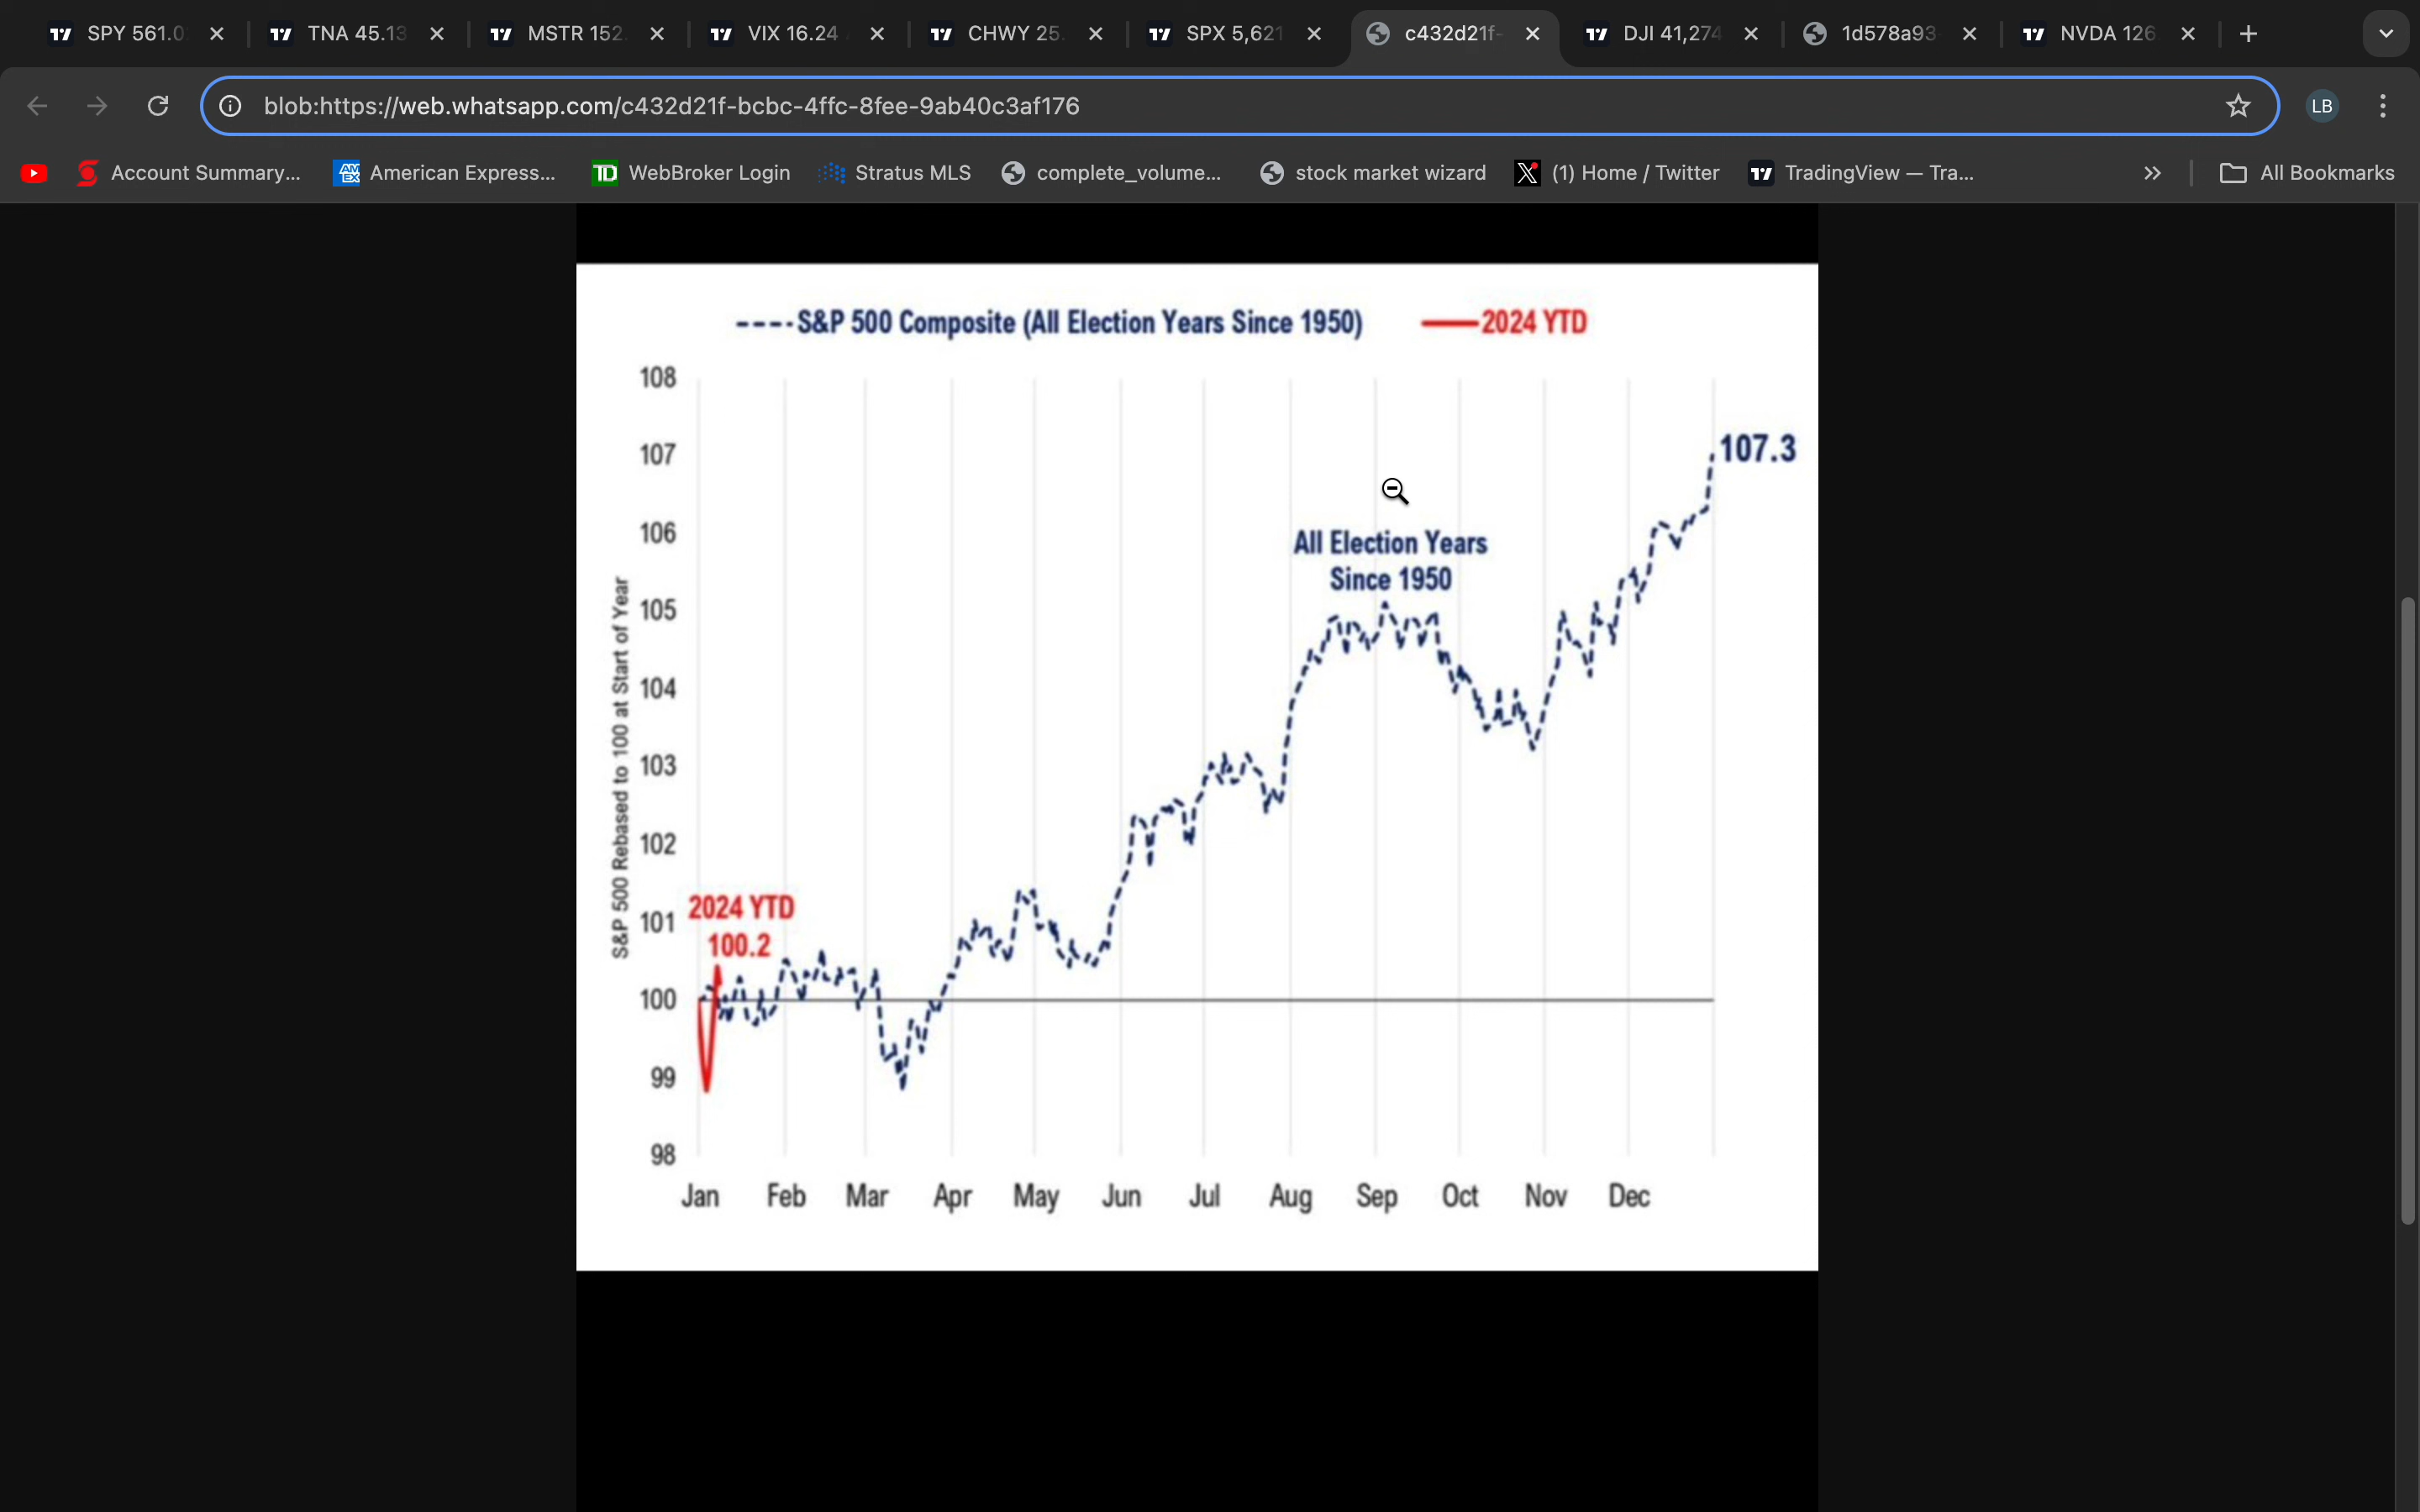 SPY 561.0 TNA 45.13 MSTR 152. VIX 16.24 CHWY 25. SPX 5,621 c432d21f- DJI 41,274 1d578a93- NVDA 126
blob:https://web.whatsapp.com/c432d21f-bcbc-4ffc-8fee-9ab40c3af176 LB
Account Summary... AM EX American Express... TD WebBroker Login Stratus MLS complete_volume... stock market wizard X (1) Home / Twitter TradingView — Tra... All Bookmarks
S&P 500 Composite (All Election Years Since 1950) 2024 YTD
108
107
106
105
104
103
102
101
100
99
98
S&P 500 Rebased to 100 at Start of Year
107.3
All Election Years
Since 1950
2024 YTD
100.2
Jan Feb Mar Apr May Jun Jul Aug Sep Oct Nov Dec